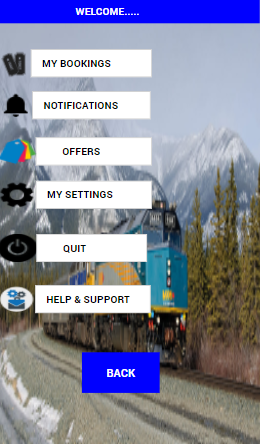 WELCOME.....
MY BOOKINGS
NOTIFICATIONS
OFFERS
MY SETTINGS
QUIT
HELP & SUPPORT
BACK